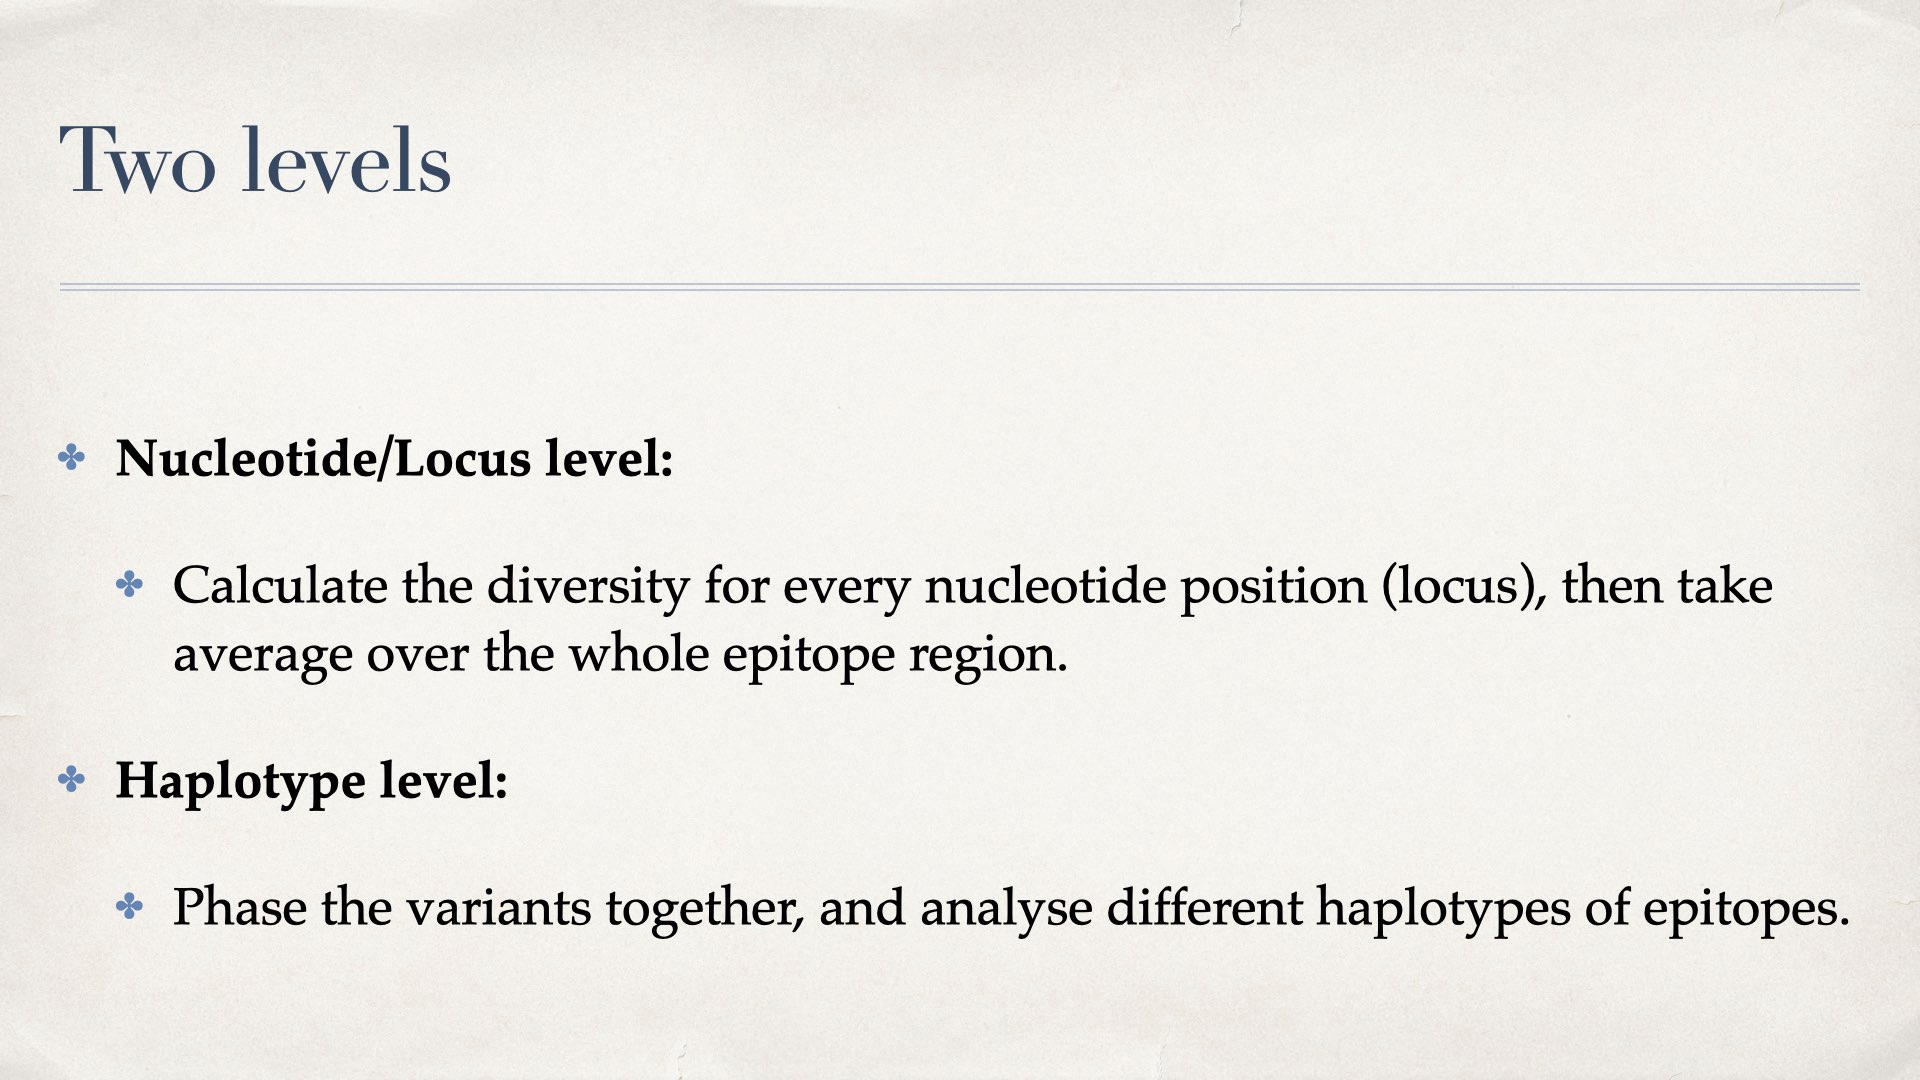 Two levels
Nucleotide/Locus level:
Calculate the diversity for every nucleotide position (locus), then take
average over the whole epitope region.
Haplotype level:
Phase the variants together, and analyse different haplotypes of epitopes.